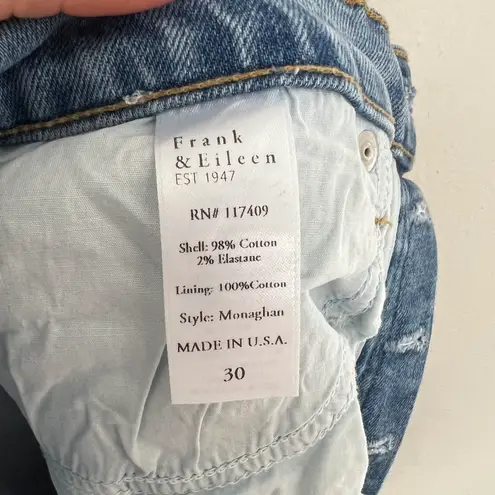 Frank
& Eileen
EST 1947
RN# 117409
Shell: 98% Cotton
2% Elastane
Lining: 100%Cotton
Style: Monaghan
MADE IN U.S.A.
30